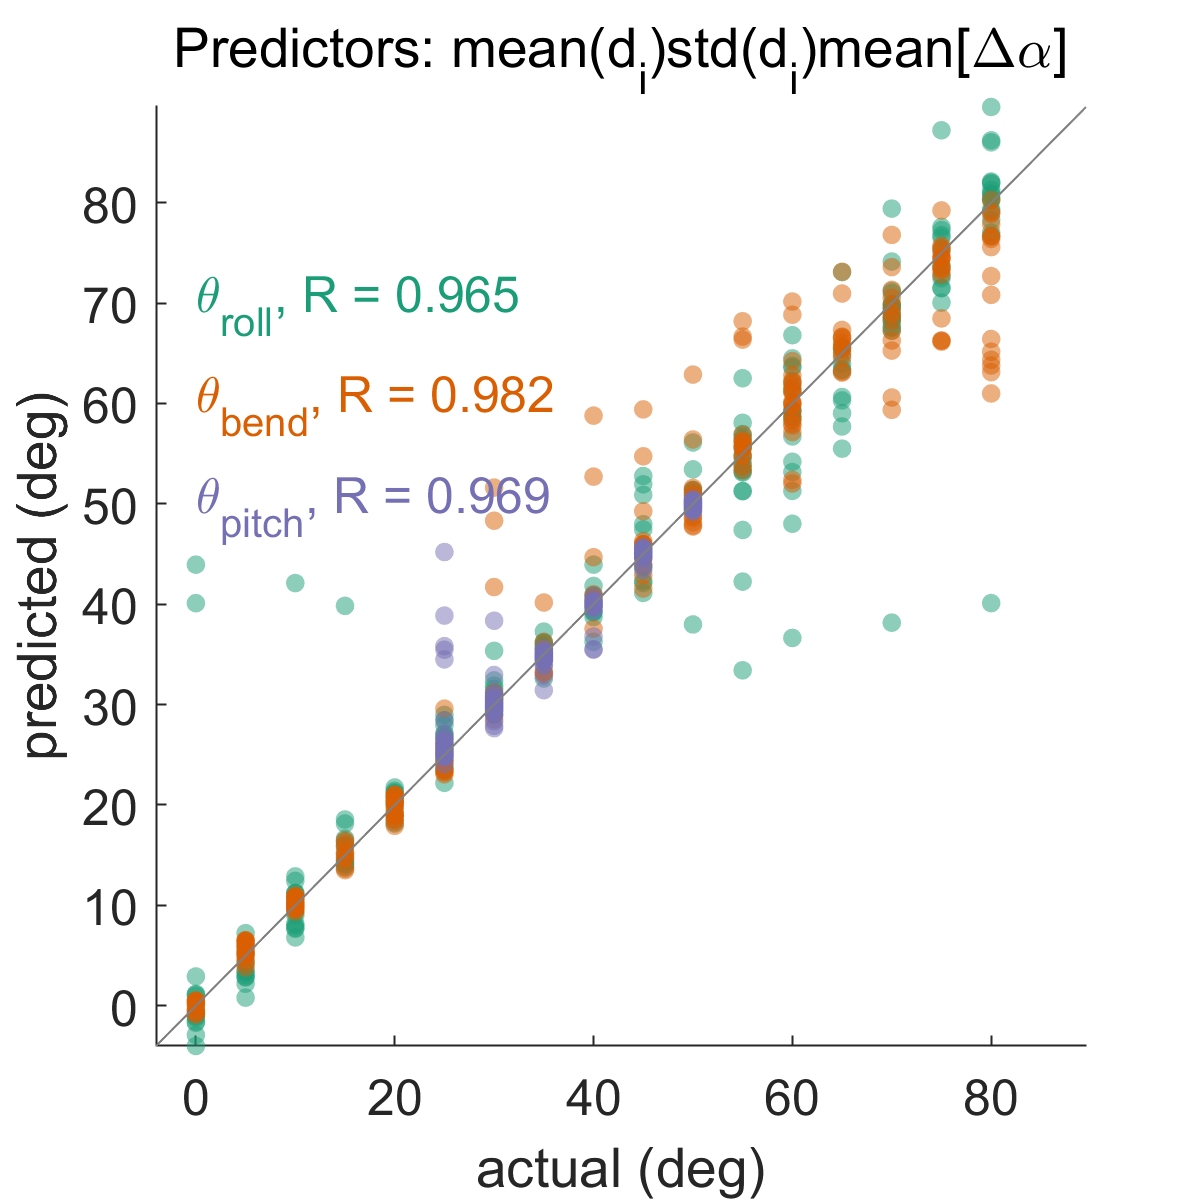 Predictors: mean(d_i)std(d_i)mean[Δα]
80
70
60
50
40
30
20
10
0
θ_roll, R = 0.965
θ_bend, R = 0.982
θ_pitch, R = 0.969
predicted (deg)
0 20 40 60 80
actual (deg)